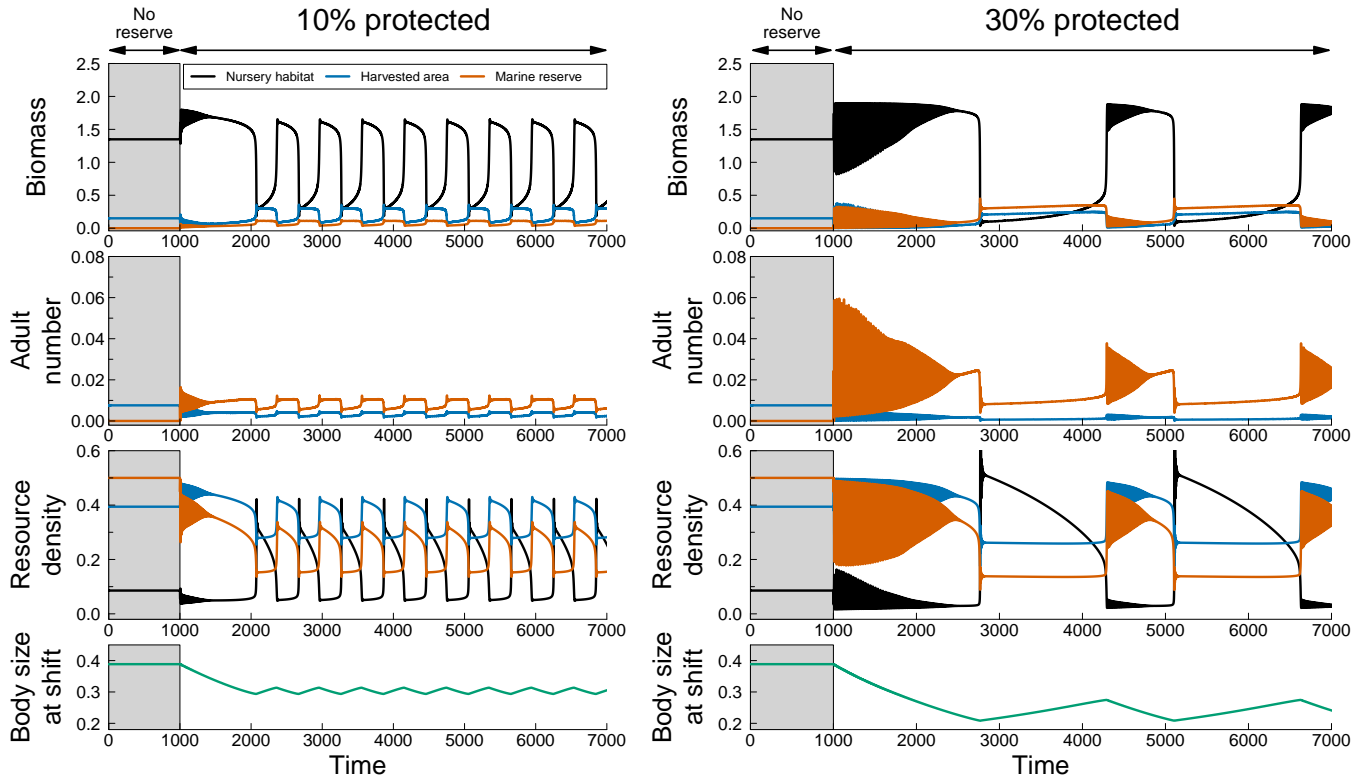 No
reserve
10% protected
Nursery habitat
Harvested area
Marine reserve
Biomass
2.5
2.0
1.5
1.0
0.5
0.0
0 1000 2000 3000 4000 5000 6000 7000
Adult
number
0.08
0.06
0.04
0.02
0.00
0 1000 2000 3000 4000 5000 6000 7000
Resource
density
0.6
0.4
0.2
0.0
0 1000 2000 3000 4000 5000 6000 7000
Body size
at shift
0.4
0.3
0.2
0 1000 2000 3000 4000 5000 6000 7000
Time
No
reserve
30% protected
Biomass
2.5
2.0
1.5
1.0
0.5
0.0
0 1000 2000 3000 4000 5000 6000 7000
Adult
number
0.08
0.06
0.04
0.02
0.00
0 1000 2000 3000 4000 5000 6000 7000
Resource
density
0.6
0.4
0.2
0.0
0 1000 2000 3000 4000 5000 6000 7000
Body size
at shift
0.4
0.3
0.2
0 1000 2000 3000 4000 5000 6000 7000
Time